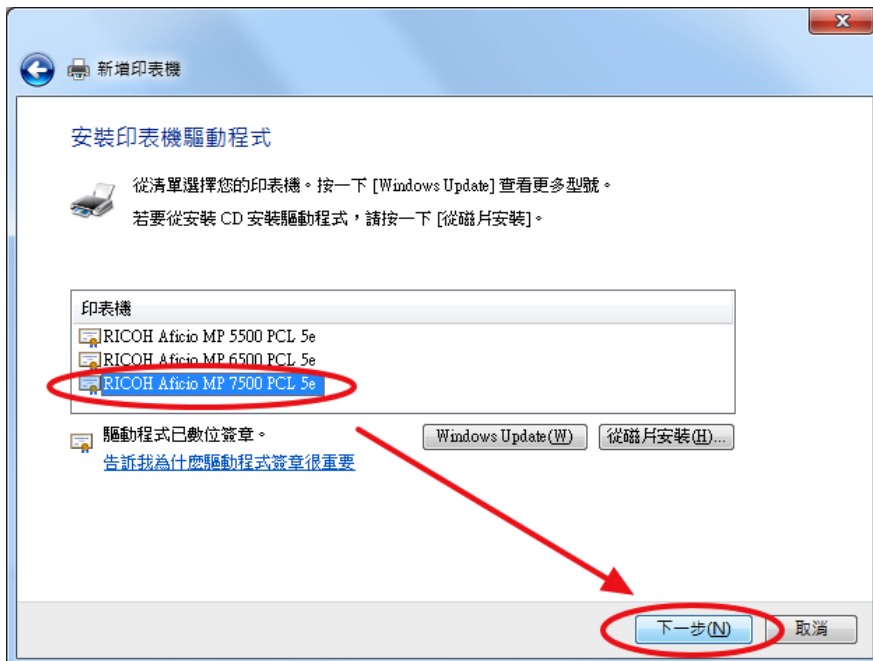 新增印表機
安裝印表機驅動程式
從清單選擇您的印表機。按一下 [Windows Update] 查看更多型號。
若要從安裝 CD 安裝驅動程式，請按一下 [從磁片安裝]。
印表機
RICOH Aficio MP 5500 PCL 5e
RICOH Aficio MP 6500 PCL 5e
RICOH Aficio MP 7500 PCL 5e
驅動程式已數位簽章。
Windows Update(W)
從磁片安裝(H)...
告訴我為什麼驅動程式簽章很重要
下一步(N)
取消